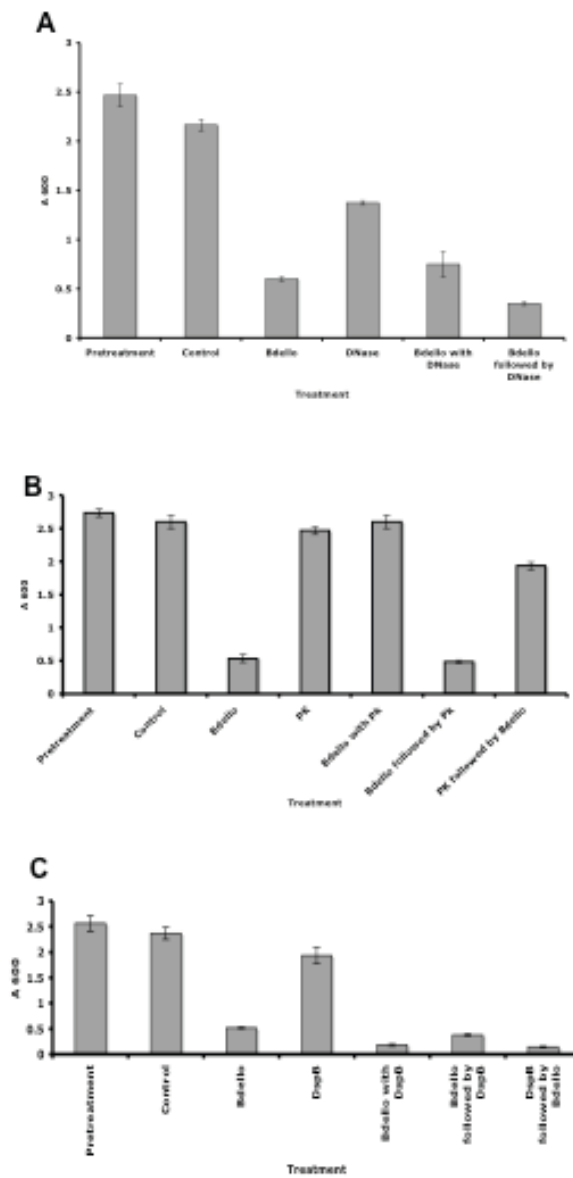 A
3
2.5
2
1.5
1
0.5
0
A 600
Pretreatment Control Bdello DNase Bdello with DNase Bdello followed by DNase
Treatment
B
3
2.5
2
1.5
1
0.5
0
A 600
Pretreatment Control Bdello PK Bdello with PK Bdello followed by PK PK followed by Bdello
Treatment
C
3
2.5
2
1.5
1
0.5
0
A 600
Pretreatment Control Bdello DspB Bdello with DspB Bdello followed by DspB DspB followed by Bdello
Treatment